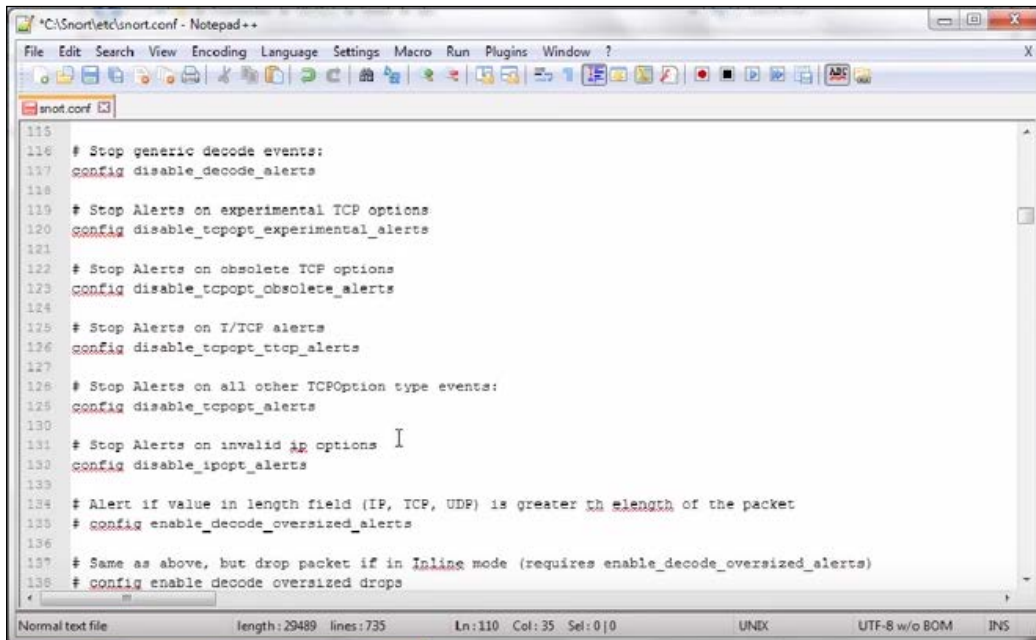 *C:\Snort\etc\snort.conf - Notepad++
File Edit Search View Encoding Language Settings Macro Run Plugins Window ? X
snort.conf
115
116 # Stop generic decode events:
117 config disable_decode_alerts
118
119 # Stop Alerts on experimental TCP options
120 config disable_tcpopt_experimental_alerts
121
122 # Stop Alerts on obsolete TCP options
123 config disable_tcpopt_obsolete_alerts
124
125 # Stop Alerts on T/TCP alerts
126 config disable_tcpopt_ttcp_alerts
127
128 # Stop Alerts on all other TCPOption type events:
129 config disable_tcpopt_alerts
130
131 # Stop Alerts on invalid ip options
132 config disable_ipopt_alerts
133
134 # Alert if value in length field (IP, TCP, UDP) is greater th elength of the packet
135 # config enable_decode_oversized_alerts
136
137 # Same as above, but drop packet if in Inline mode (requires enable_decode_oversized_alerts)
138 # config enable_decode_oversized_drops
Normal text file length : 29489 lines : 735 Ln : 110 Col : 35 Sel : 0 | 0 UNIX UTF-8 w/o BOM INS